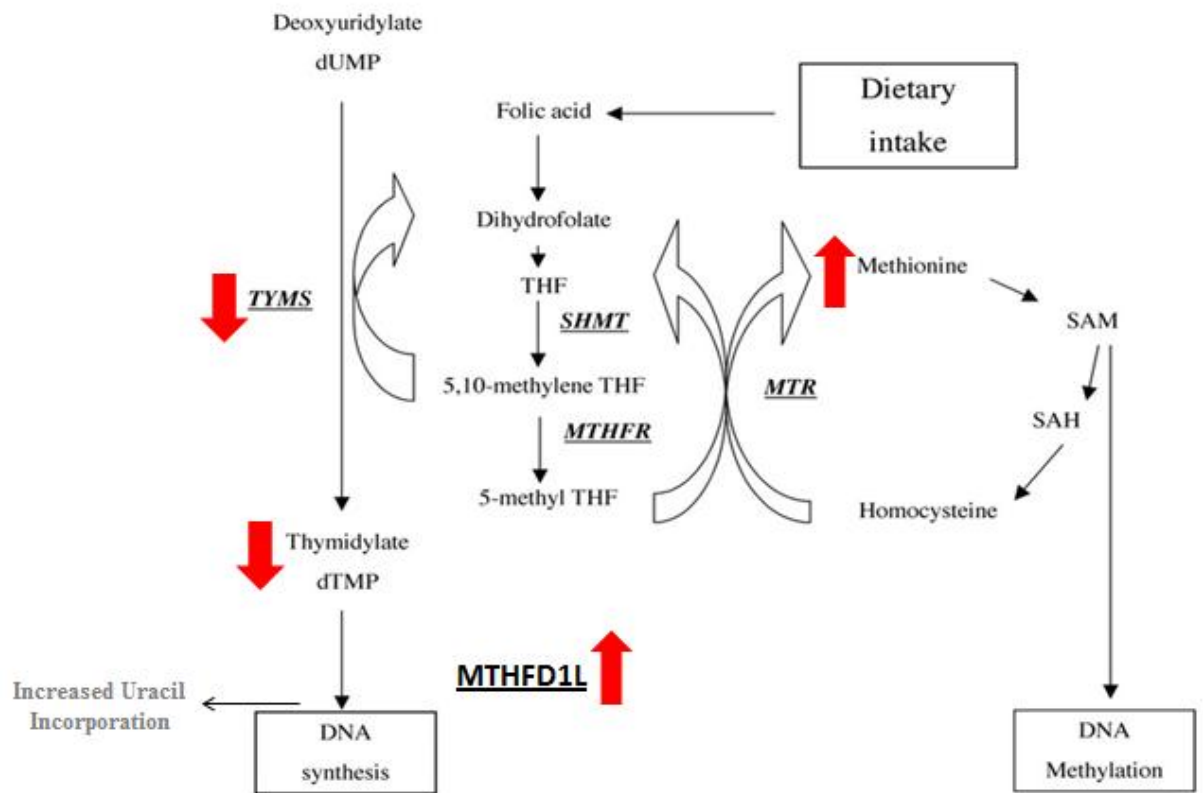 Deoxyuridylate
dUMP
Folic acid
Dietary
intake
Dihydrofolate
THF
SHMT
5,10-methylene THF
MTHFR
5-methyl THF
TYMS
MTR
Methionine
SAM
SAH
Homocysteine
Thymidylate
dTMP
MTHFD1L
Increased Uracil
Incorporation
DNA
synthesis
DNA
Methylation